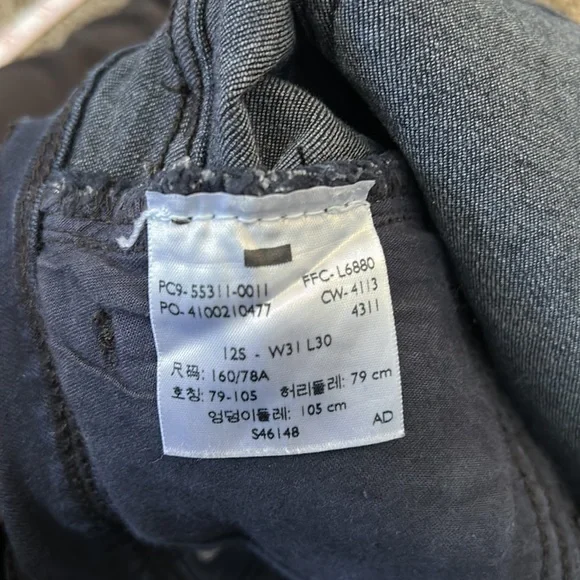 PC9-55311-0011 FFC-L6880
PO-4100210477 CW-4113
4311
12S - W31 L30
尺码: 160/78A
호칭: 79-105 허리둘레: 79 cm
엉덩이둘레: 105 cm
S46148 AD